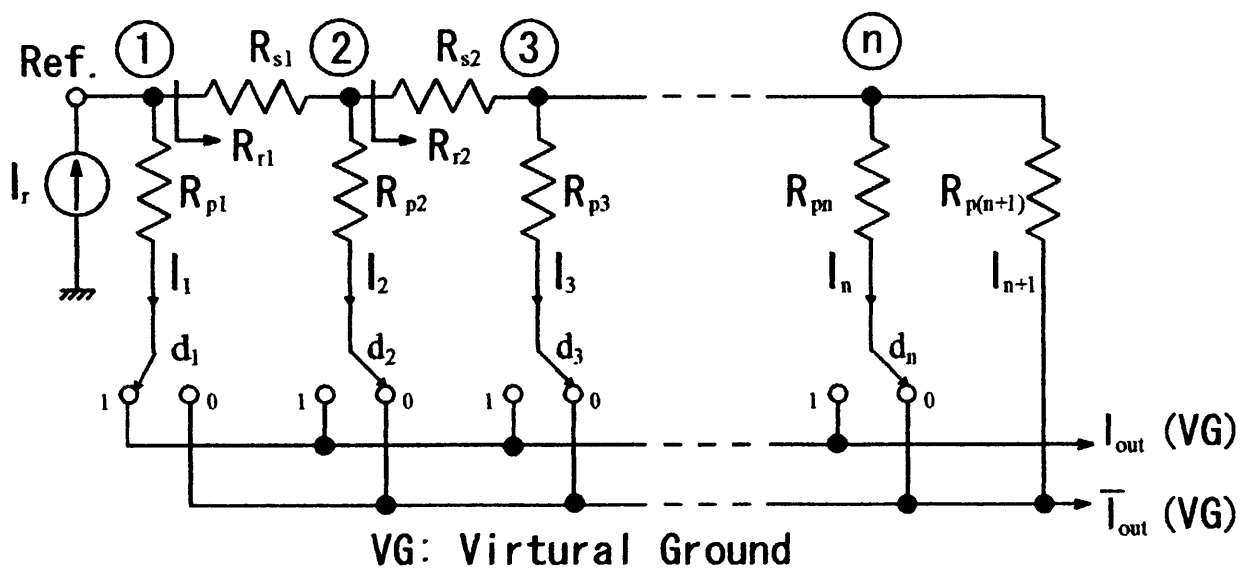 Ref. ① R_s1 ② R_s2 ③ ⓝ
I_r R_p1 R_r1 R_p2 R_r2 R_p3 R_pn R_p(n+1)
I_1 I_2 I_3 I_n I_n+1
d_1 d_2 d_3 d_n
1 0 1 0 1 0 1 0
I_out (VG)
I̅_out (VG)
VG: Virtural Ground